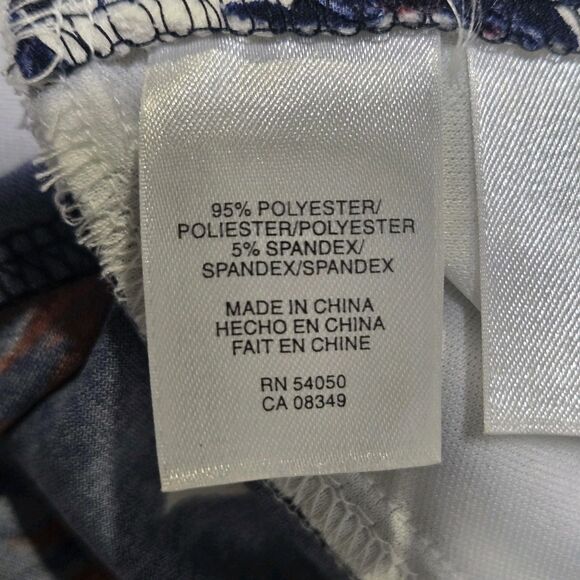 95% POLYESTER/
POLIESTER/POLYESTER
5% SPANDEX/
SPANDEX/SPANDEX
MADE IN CHINA
HECHO EN CHINA
FAIT EN CHINE
RN 54050
CA 08349